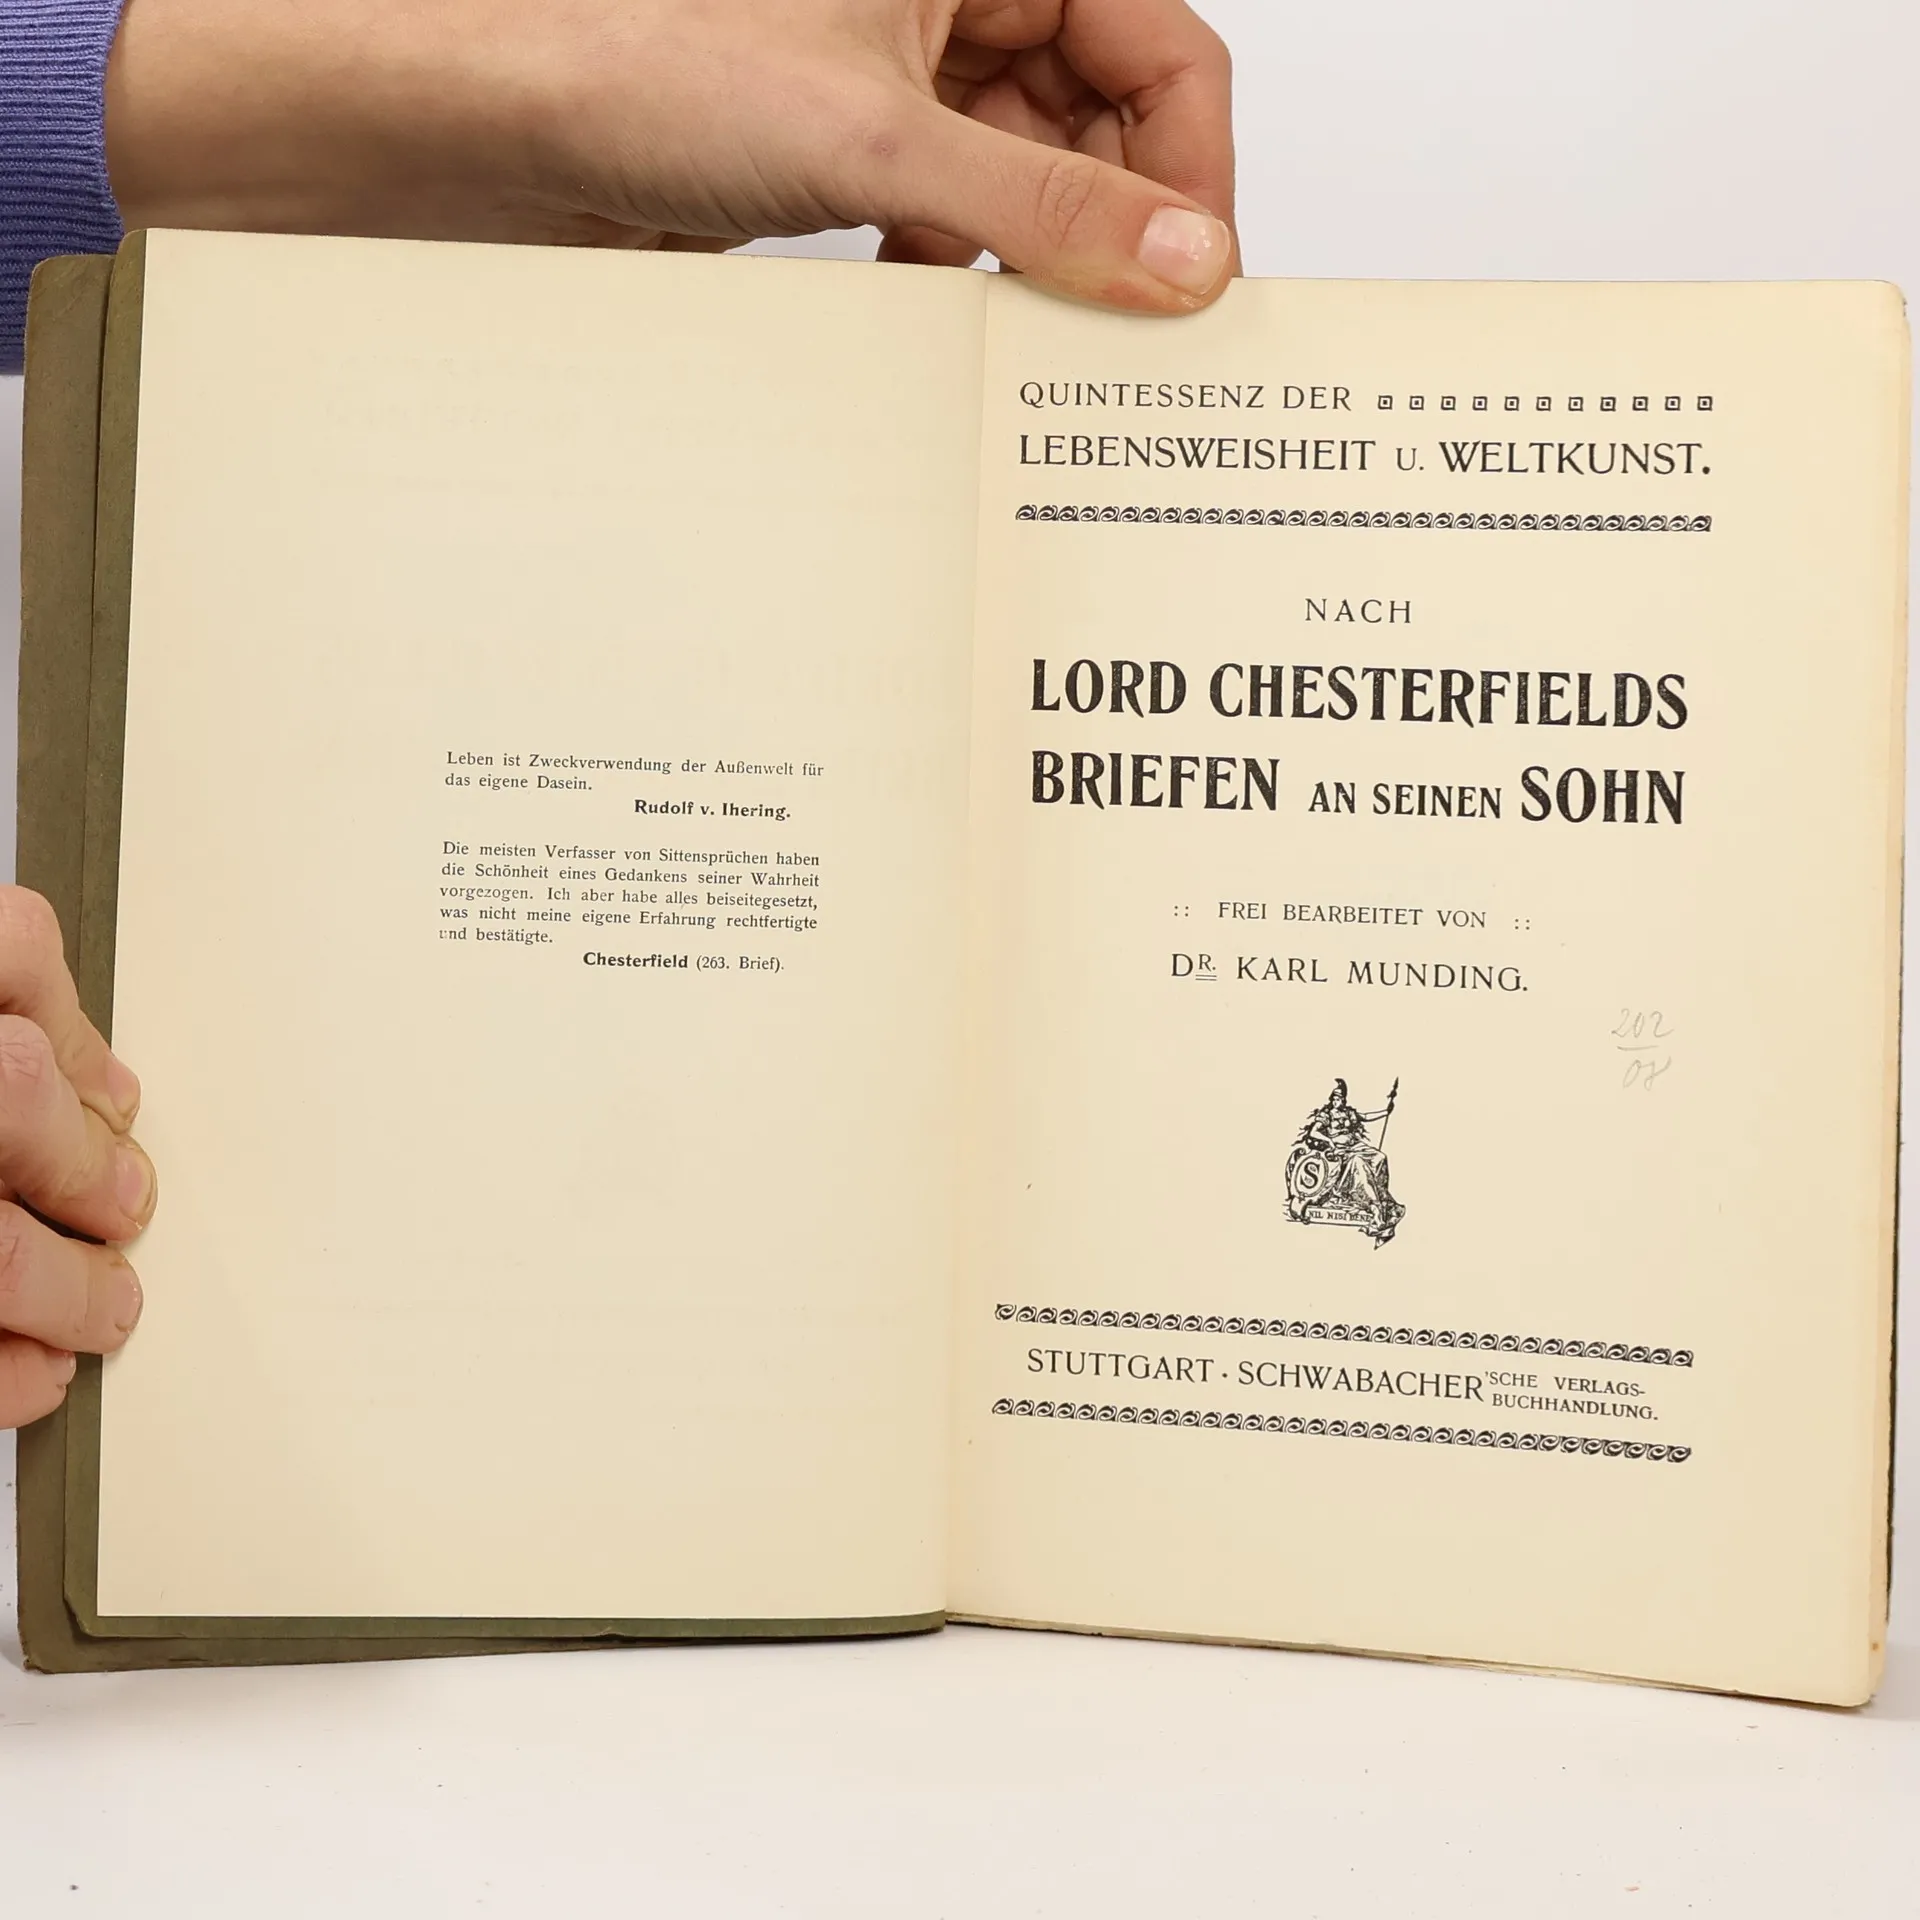 Leben ist Zweckverwendung der Außenwelt für
das eigene Dasein.
Rudolf v. Ihering.
Die meisten Verfasser von Sittensprüchen haben
die Schönheit eines Gedankens seiner Wahrheit
vorgezogen. Ich aber habe alles beiseitegesetzt,
was nicht meine eigene Erfahrung rechtfertigte
und bestätigte.
Chesterfield (263. Brief).
QUINTESSENZ DER
LEBENSWEISHEIT U. WELTKUNST.
NACH
LORD CHESTERFIELDS
BRIEFEN AN SEINEN SOHN
:: FREI BEARBEITET VON ::
DR. KARL MUNDING.
202
S
NIL NISI BENE
STUTTGART · SCHWABACHER'SCHE VERLAGS-
BUCHHANDLUNG.